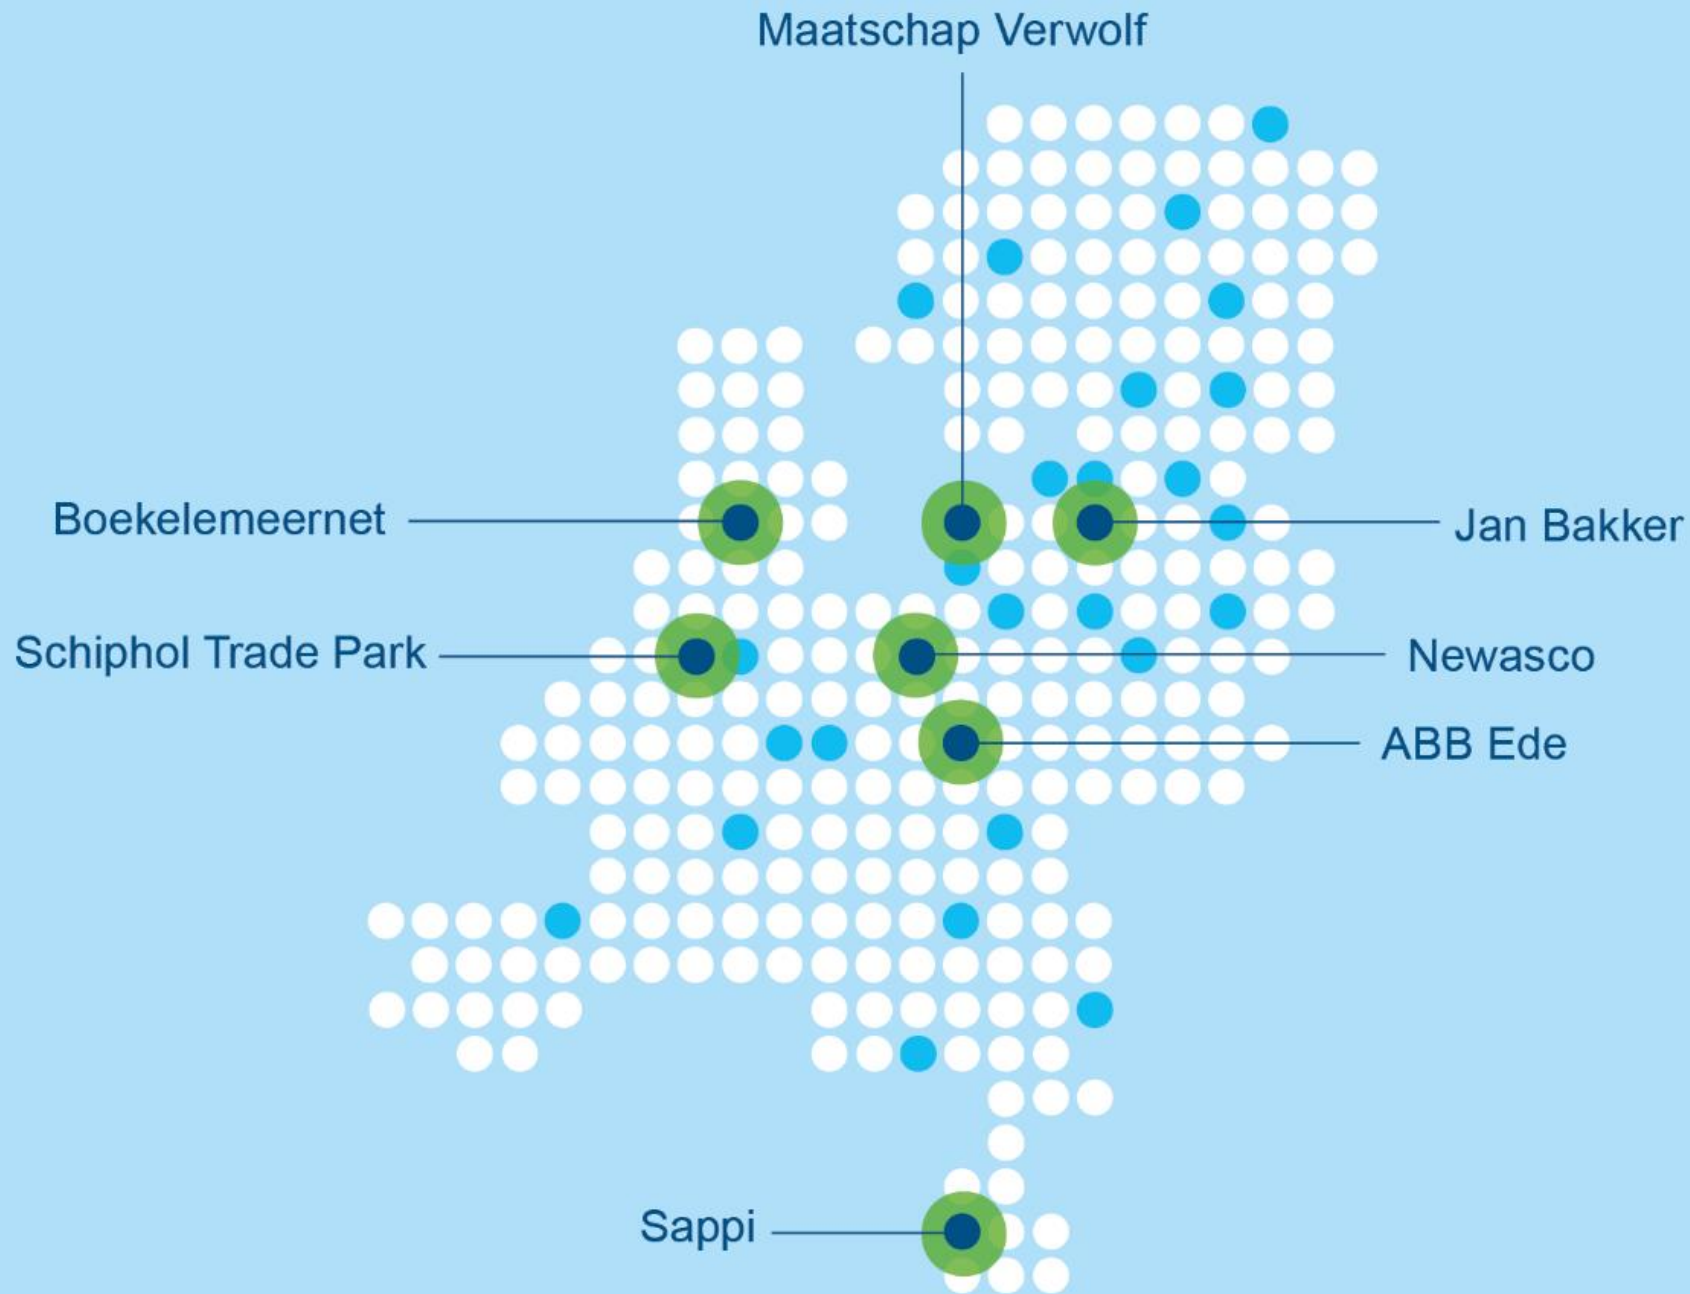 Maatschap Verwolf
Boekelemeernet
Jan Bakker
Schiphol Trade Park
Newasco
ABB Ede
Sappi